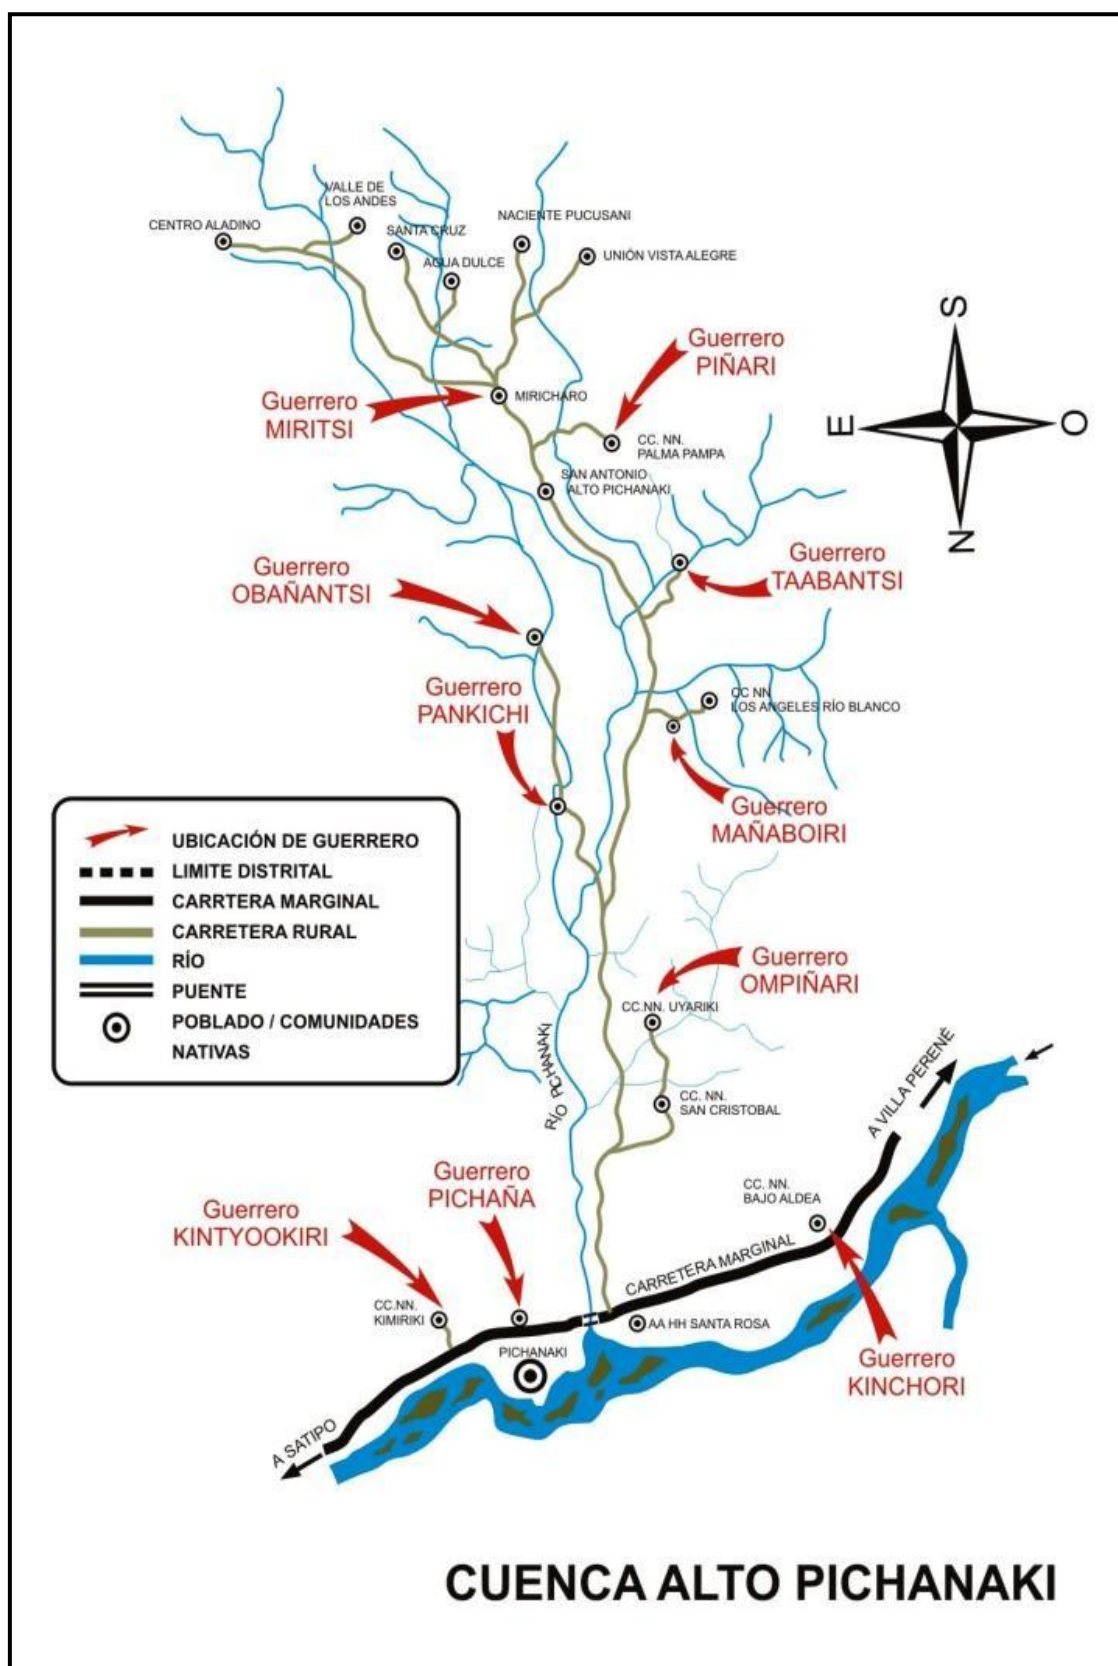 VALLE DE
LOS ANDES
CENTRO ALADINO
SANTA CRUZ
AGUA DULCE
NACIENTE PUCUSANI
UNIÓN VISTA ALEGRE
S
E
O
N
Guerrero
PIÑARI
Guerrero
MIRITSI
MIRICHARO
CC. NN.
PALMA PAMPA
SAN ANTONIO
ALTO PICHANAKI
Guerrero
OBAÑANTSI
Guerrero
TAABANTSI
Guerrero
PANKICHI
CC NN
LOS ANGELES RÍO BLANCO
Guerrero
MAÑABOIRI
UBICACIÓN DE GUERRERO
LIMITE DISTRITAL
CARRTERA MARGINAL
CARRETERA RURAL
RÍO
PUENTE
POBLADO / COMUNIDADES
NATIVAS
Guerrero
OMPIÑARI
CC.NN. UYARIKI
RÍO PICHANAKI
CC. NN.
SAN CRISTOBAL
A VILLA PERENÉ
Guerrero
PICHAÑA
Guerrero
KINTYOOKIRI
CC. NN.
BAJO ALDEA
CARRETERA MARGINAL
CC.NN.
KIMIRIKI
AA HH SANTA ROSA
PICHANAKI
Guerrero
KINCHORI
A SATIPO
CUENCA ALTO PICHANAKI